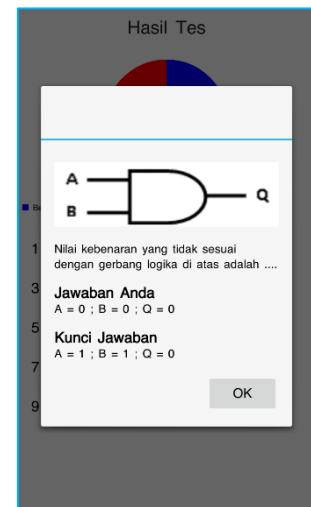 Hasil Tes
A
B
Q
Be
1
3
5
7
9
Nilai kebenaran yang tidak sesuai
dengan gerbang logika di atas adalah ....
Jawaban Anda
A = 0 ; B = 0 ; Q = 0
Kunci Jawaban
A = 1 ; B = 1 ; Q = 0
OK